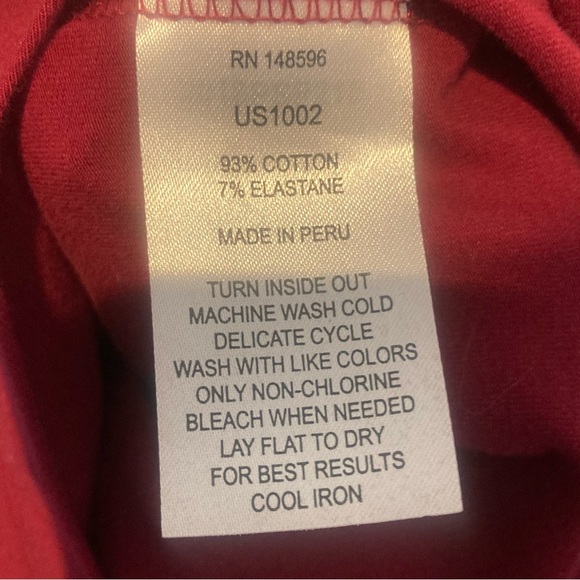 RN 148596
US1002
93% COTTON
7% ELASTANE
MADE IN PERU
TURN INSIDE OUT
MACHINE WASH COLD
DELICATE CYCLE
WASH WITH LIKE COLORS
ONLY NON-CHLORINE
BLEACH WHEN NEEDED
LAY FLAT TO DRY
FOR BEST RESULTS
COOL IRON